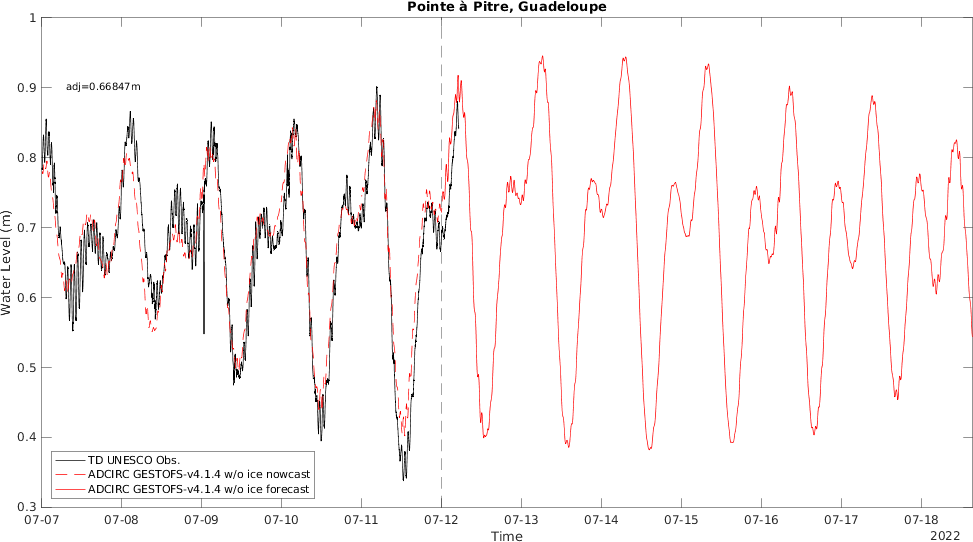 Pointe à Pitre, Guadeloupe
adj=0.66847m
Water Level (m)
1
0.9
0.8
0.7
0.6
0.5
0.4
0.3
TD UNESCO Obs.
ADCIRC GESTOFS-v4.1.4 w/o ice nowcast
ADCIRC GESTOFS-v4.1.4 w/o ice forecast
07-07 07-08 07-09 07-10 07-11 07-12 07-13 07-14 07-15 07-16 07-17 07-18
Time
2022